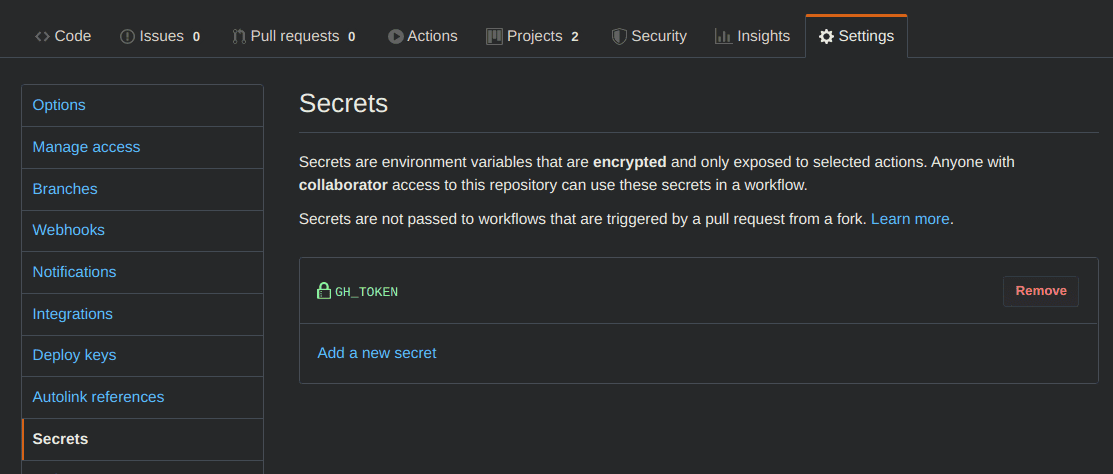 Code Issues 0 Pull requests 0 Actions Projects 2 Security Insights Settings
Options
Manage access
Branches
Webhooks
Notifications
Integrations
Deploy keys
Autolink references
Secrets
Secrets
Secrets are environment variables that are encrypted and only exposed to selected actions. Anyone with
collaborator access to this repository can use these secrets in a workflow.
Secrets are not passed to workflows that are triggered by a pull request from a fork. Learn more.
GH_TOKEN Remove
Add a new secret